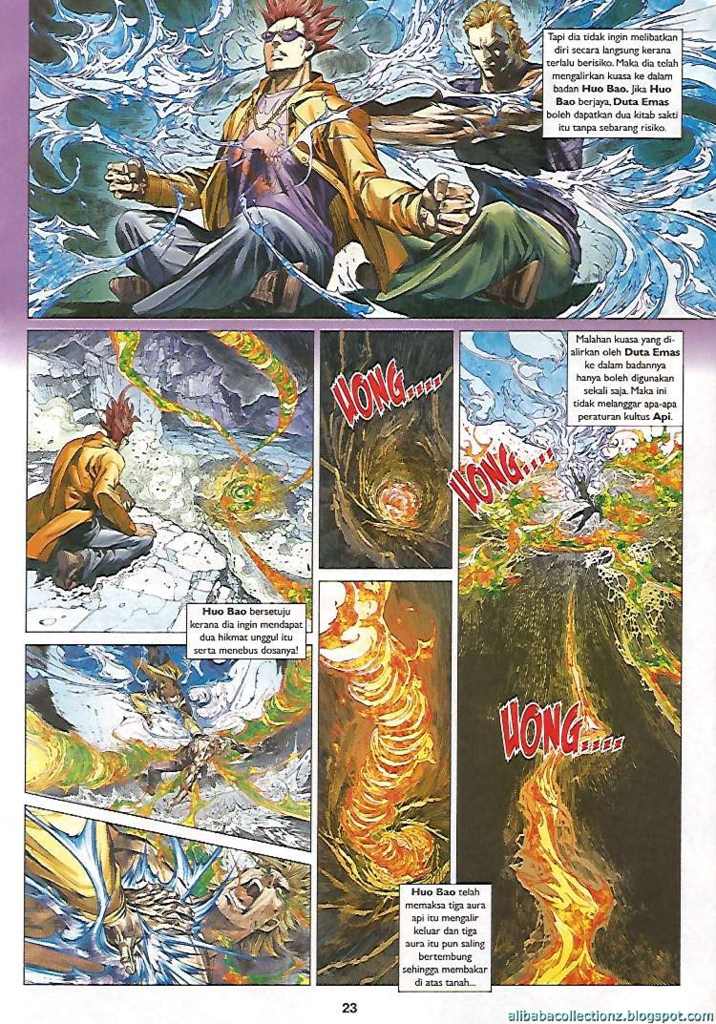 Tapi dia tidak ingin melibatkan
diri secara langsung kerana
terlalu berisiko. Maka dia telah
mengalirkan kuasa ke dalam
badan Huo Bao. Jika Huo
Bao berjaya, Duta Emas
boleh dapatkan dua kitab sakti
itu tanpa sebarang risiko.
UONG....
Malahan kuasa yang di-
alirkan oleh Duta Emas
ke dalam badannya
hanya boleh digunakan
sekali saja. Maka ini
tidak melanggar apa-apa
peraturan kultus Api.
UONG....
Huo Bao bersetuju
kerana dia ingin mendapat
dua hikmat unggul itu
serta menebus dosanya!
UONG....
Huo Bao telah
memaksa tiga aura
api itu mengalir
keluar dan tiga
aura itu pun saling
bertembung
sehingga membakar
di atas tanah...
23
alibabacollectionz.blogspot.com